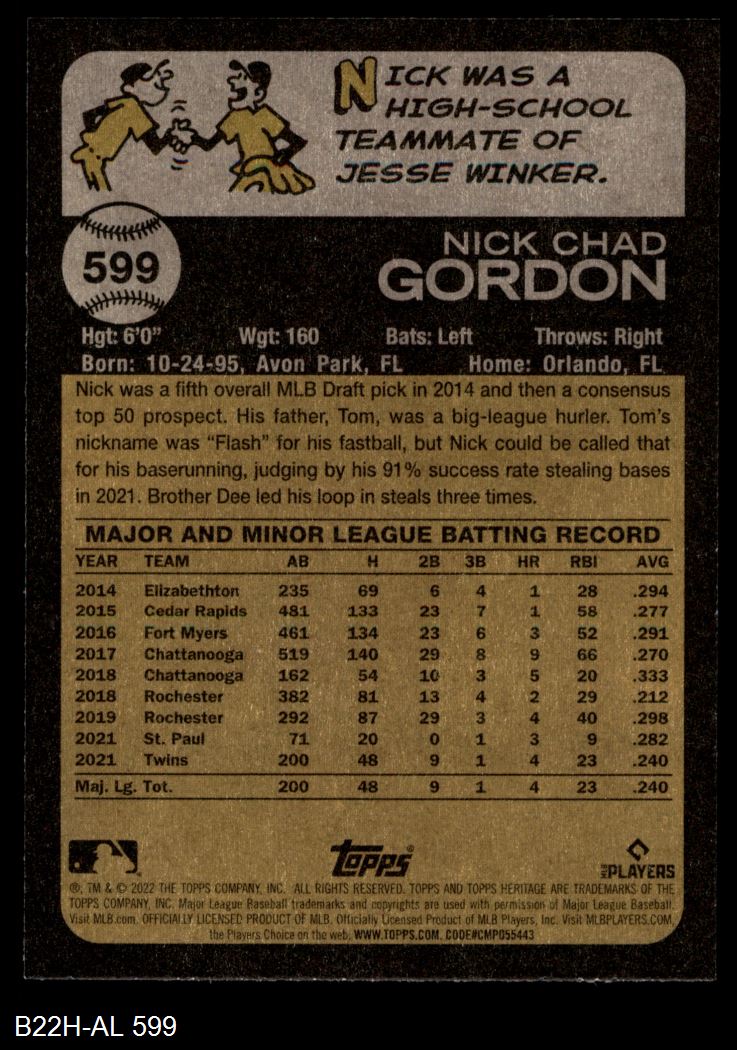 NICK WAS A
HIGH-SCHOOL
TEAMMATE OF
JESSE WINKER.
599
NICK CHAD
GORDON
Hgt: 6'0" Wgt: 160 Bats: Left Throws: Right
Born: 10-24-95, Avon Park, FL Home: Orlando, FL
Nick was a fifth overall MLB Draft pick in 2014 and then a consensus
top 50 prospect. His father, Tom, was a big-league hurler. Tom's
nickname was “Flash” for his fastball, but Nick could be called that
for his baserunning, judging by his 91% success rate stealing bases
in 2021. Brother Dee led his loop in steals three times.
MAJOR AND MINOR LEAGUE BATTING RECORD
YEAR TEAM AB H 2B 3B HR RBI AVG
2014 Elizabethton 235 69 6 4 1 28 .294
2015 Cedar Rapids 481 133 23 7 1 58 .277
2016 Fort Myers 461 134 23 6 3 52 .291
2017 Chattanooga 519 140 29 8 9 66 .270
2018 Chattanooga 162 54 10 3 5 20 .333
2018 Rochester 382 81 13 4 2 29 .212
2019 Rochester 292 87 29 3 4 40 .298
2021 St. Paul 71 20 0 1 3 9 .282
2021 Twins 200 48 9 1 4 23 .240
Maj. Lg. Tot. 200 48 9 1 4 23 .240
TOPPS®
MLB PLAYERS
®, TM & © 2022 THE TOPPS COMPANY, INC. ALL RIGHTS RESERVED. TOPPS AND TOPPS HERITAGE ARE TRADEMARKS OF THE
TOPPS COMPANY, INC. Major League Baseball trademarks and copyrights are used with permission of Major League Baseball.
Visit MLB.com. OFFICIALLY LICENSED PRODUCT OF MLB. Officially Licensed Product of MLB Players, Inc. Visit MLBPLAYERS.COM,
the Players Choice on the web. WWW.TOPPS.COM. CODE#CMP055443
B22H-AL 599